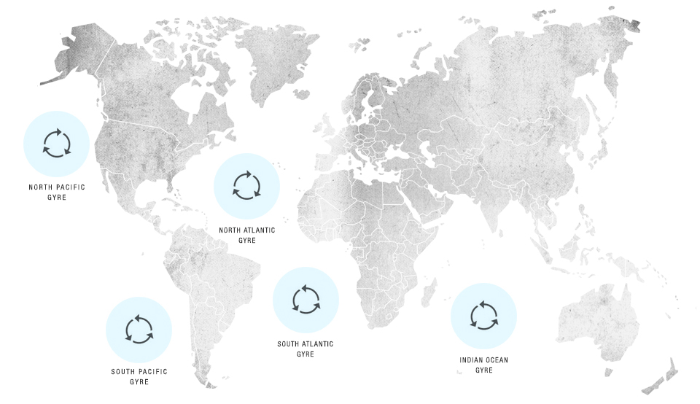 NORTH PACIFIC
GYRE
NORTH ATLANTIC
GYRE
SOUTH ATLANTIC
GYRE
INDIAN OCEAN
GYRE
SOUTH PACIFIC
GYRE